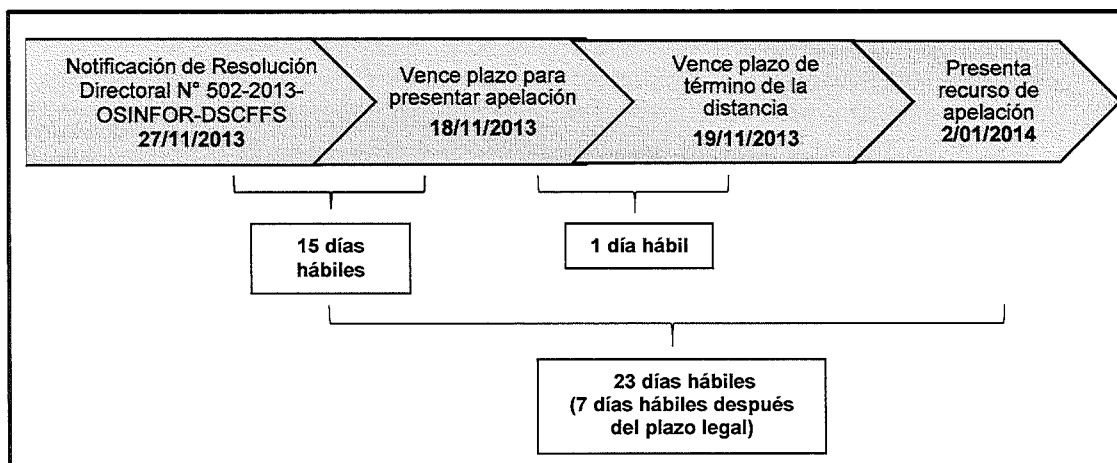 Notificación de Resolución
Directoral N° 502-2013-
OSINFOR-DSCFFS
27/11/2013
Vence plazo para
presentar apelación
18/11/2013
Vence plazo de
término de la
distancia
19/11/2013
Presenta
recurso de
apelación
2/01/2014
15 días
hábiles
1 día hábil
23 días hábiles
(7 días hábiles después
del plazo legal)